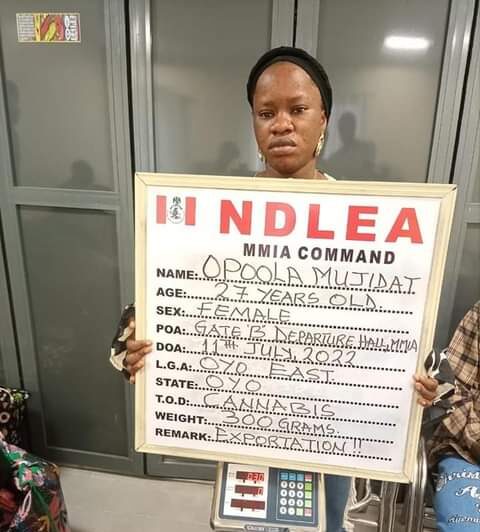 NDLEA
MMIA COMMAND
NAME: OPOOLA MUJIDAT
AGE: 27 YEARS OLD
SEX: FEMALE
POA: GATE B DEPARTURE HALL, MMIA
DOA: 11TH JULY, 2022
L.G.A: OYO EAST
STATE: OYO
T.O.D: CANNABIS
WEIGHT: 300 GRAMS.
REMARK: EXPORTATION!!